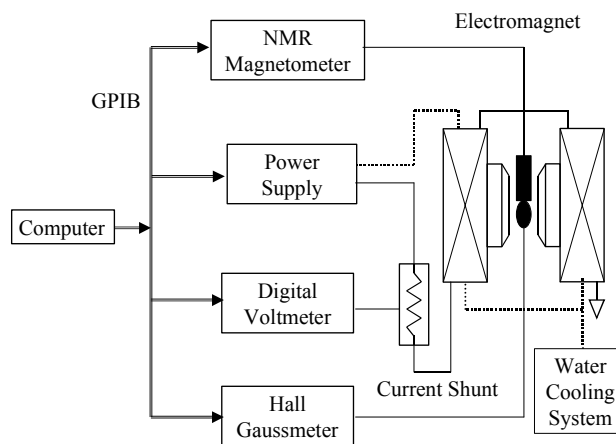 Electromagnet
NMR
Magnetometer
GPIB
Power
Supply
Computer
Digital
Voltmeter
Current Shunt
Water
Cooling
System
Hall
Gaussmeter